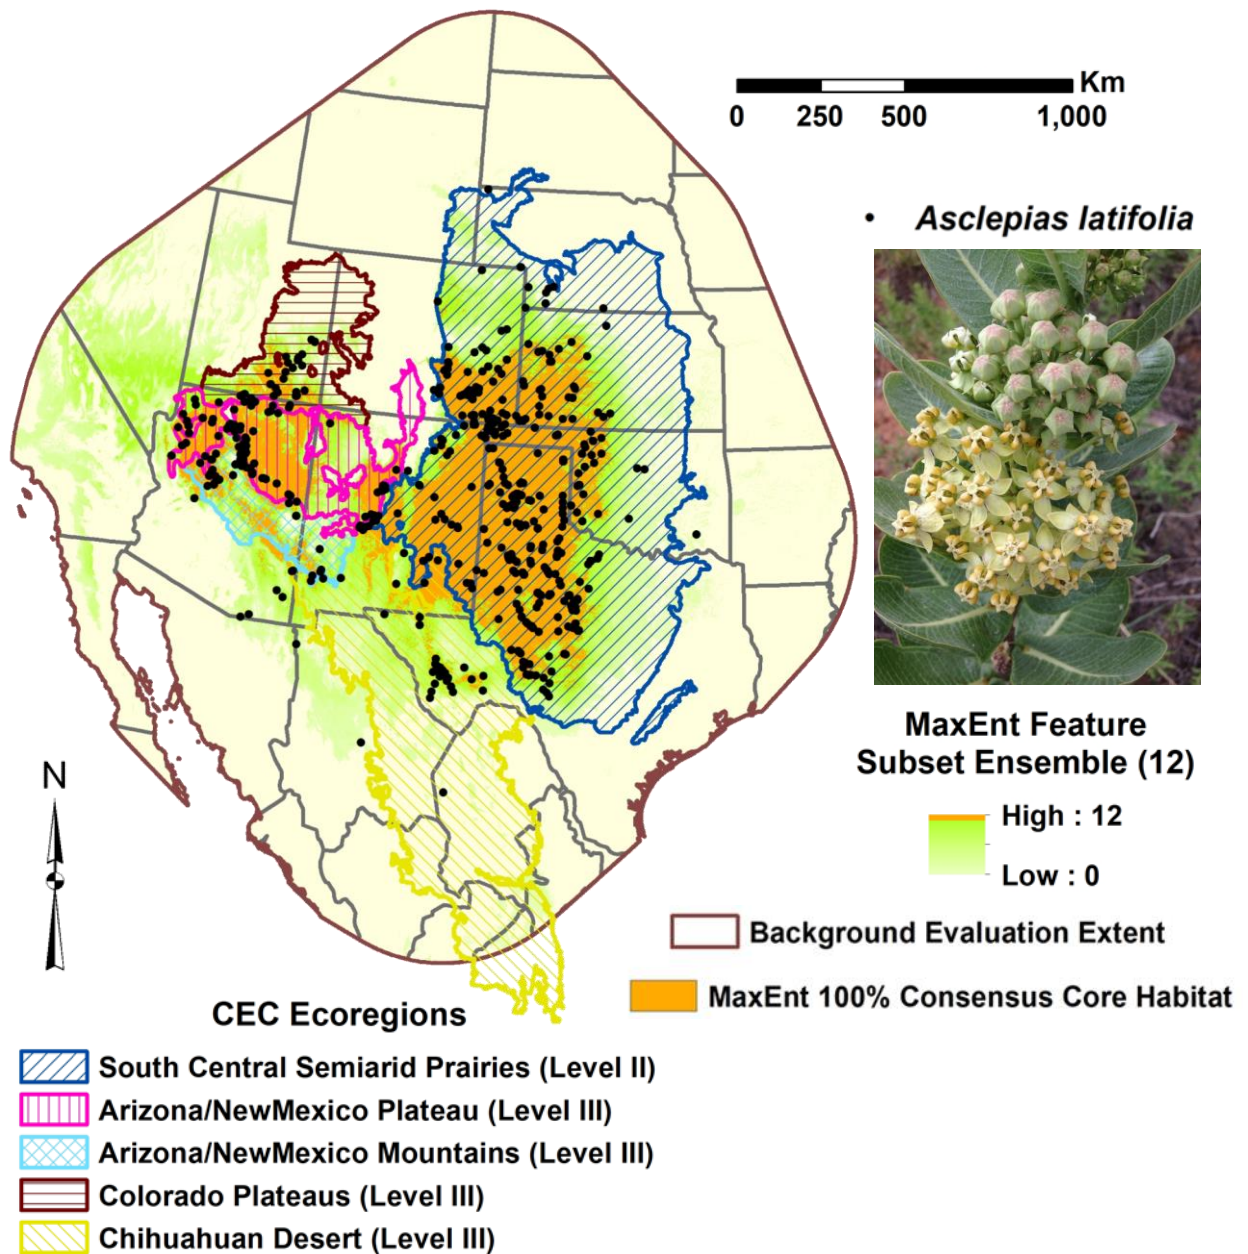 Km
0 250 500 1,000
• Asclepias latifolia
MaxEnt Feature
Subset Ensemble (12)
High : 12
Low : 0
Background Evaluation Extent
MaxEnt 100% Consensus Core Habitat
N
CEC Ecoregions
South Central Semiarid Prairies (Level II)
Arizona/NewMexico Plateau (Level III)
Arizona/NewMexico Mountains (Level III)
Colorado Plateaus (Level III)
Chihuahuan Desert (Level III)